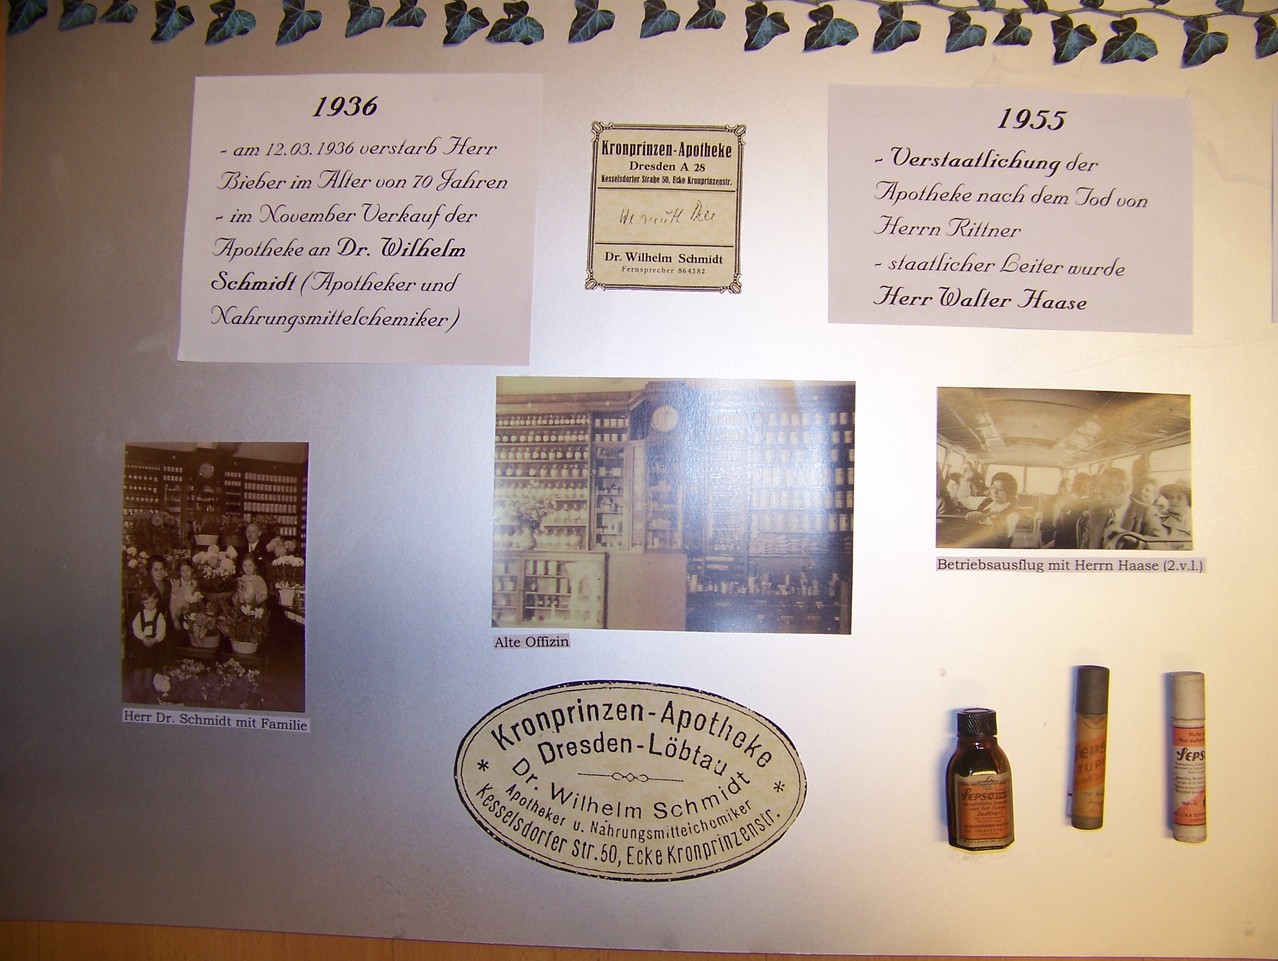 1936
- am 12.03.1936 verstarb Herr
Bieber im Alter von 70 Jahren
- im November Verkauf der
Apotheke an Dr. Wilhelm
Schmidt (Apotheker und
Nahrungsmittelchemiker)
Kronprinzen-Apotheke
Dresden A 28
Kesselsdorfer Straße 50, Ecke Kronprinzenstr.
Dr. Wilhelm Schmidt
Fernsprecher 864382
1955
- Verstaatlichung der
Apotheke nach dem Tod von
Herrn Rittner
- staatlicher Leiter wurde
Herr Walter Haase
Herr Dr. Schmidt mit Familie
Alte Offizin
Betriebsausflug mit Herrn Haase (2.v.l.)
Kronprinzen-Apotheke
Dresden-Löbtau
Dr. Wilhelm Schmidt
Apotheker u. Nahrungsmittelchemiker
Kesselsdorfer Str. 50, Ecke Kronprinzenstr.